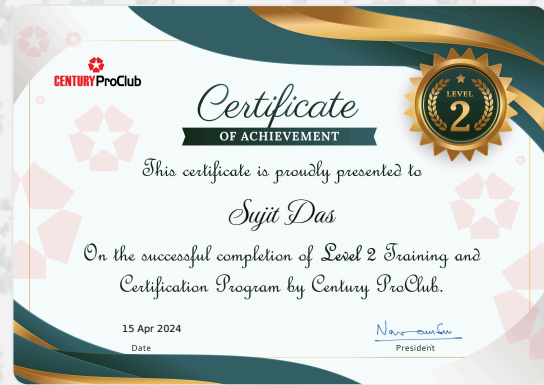 CENTURY ProClub
Certificate
OF ACHIEVEMENT
LEVEL
2
This certificate is proudly presented to
Sujit Das
On the successful completion of Level 2 Training and
Certification Program by Century ProClub.
15 Apr 2024
Date
President